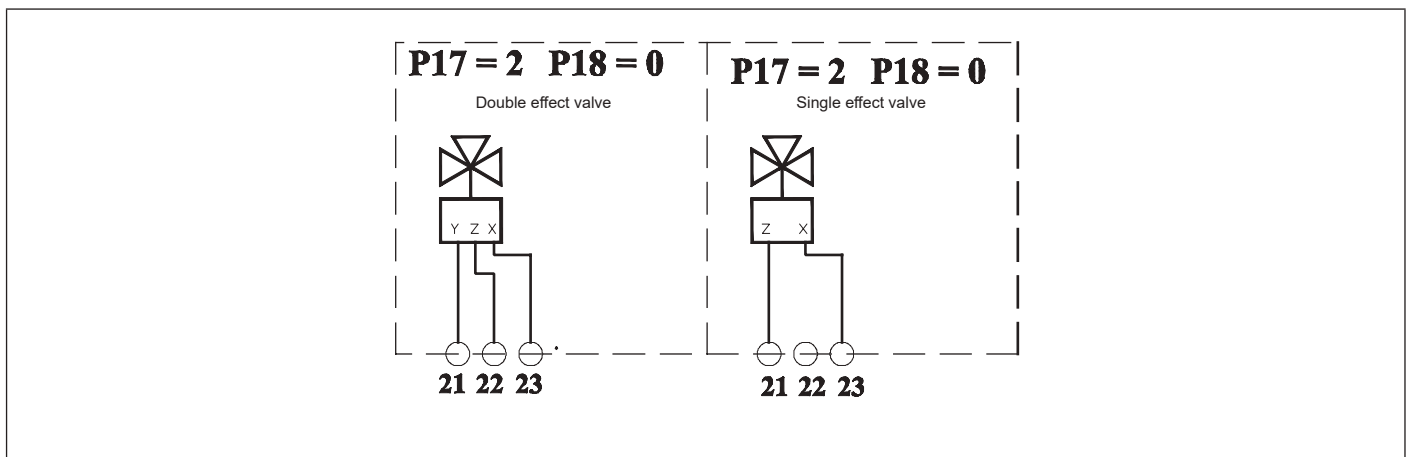 P17 = 2 P18 = 0
Double effect valve
Y Z X
21 22 23
P17 = 2 P18 = 0
Single effect valve
Z X
21 22 23